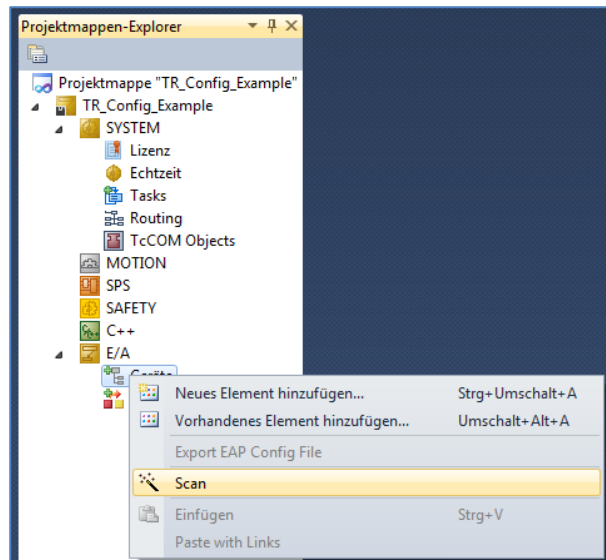 Projektmappen-Explorer
Projektmappe "TR_Config_Example"
TR_Config_Example
SYSTEM
Lizenz
Echtzeit
Tasks
Routing
TcCOM Objects
MOTION
SPS
SAFETY
C++
E/A
Geräte
Neues Element hinzufügen... Strg+Umschalt+A
Vorhandenes Element hinzufügen... Umschalt+Alt+A
Export EAP Config File
Scan
Einfügen Strg+V
Paste with Links